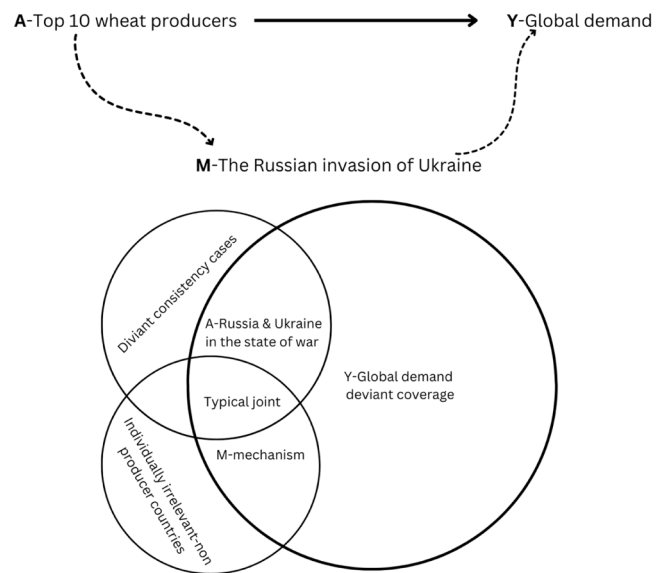 A-Top 10 wheat producers
Y-Global demand
M-The Russian invasion of Ukraine
Diviant consistency cases
A-Russia & Ukraine
in the state of war
Y-Global demand
deviant coverage
Typical joint
M-mechanism
Individually irrelevant-non
producer countries